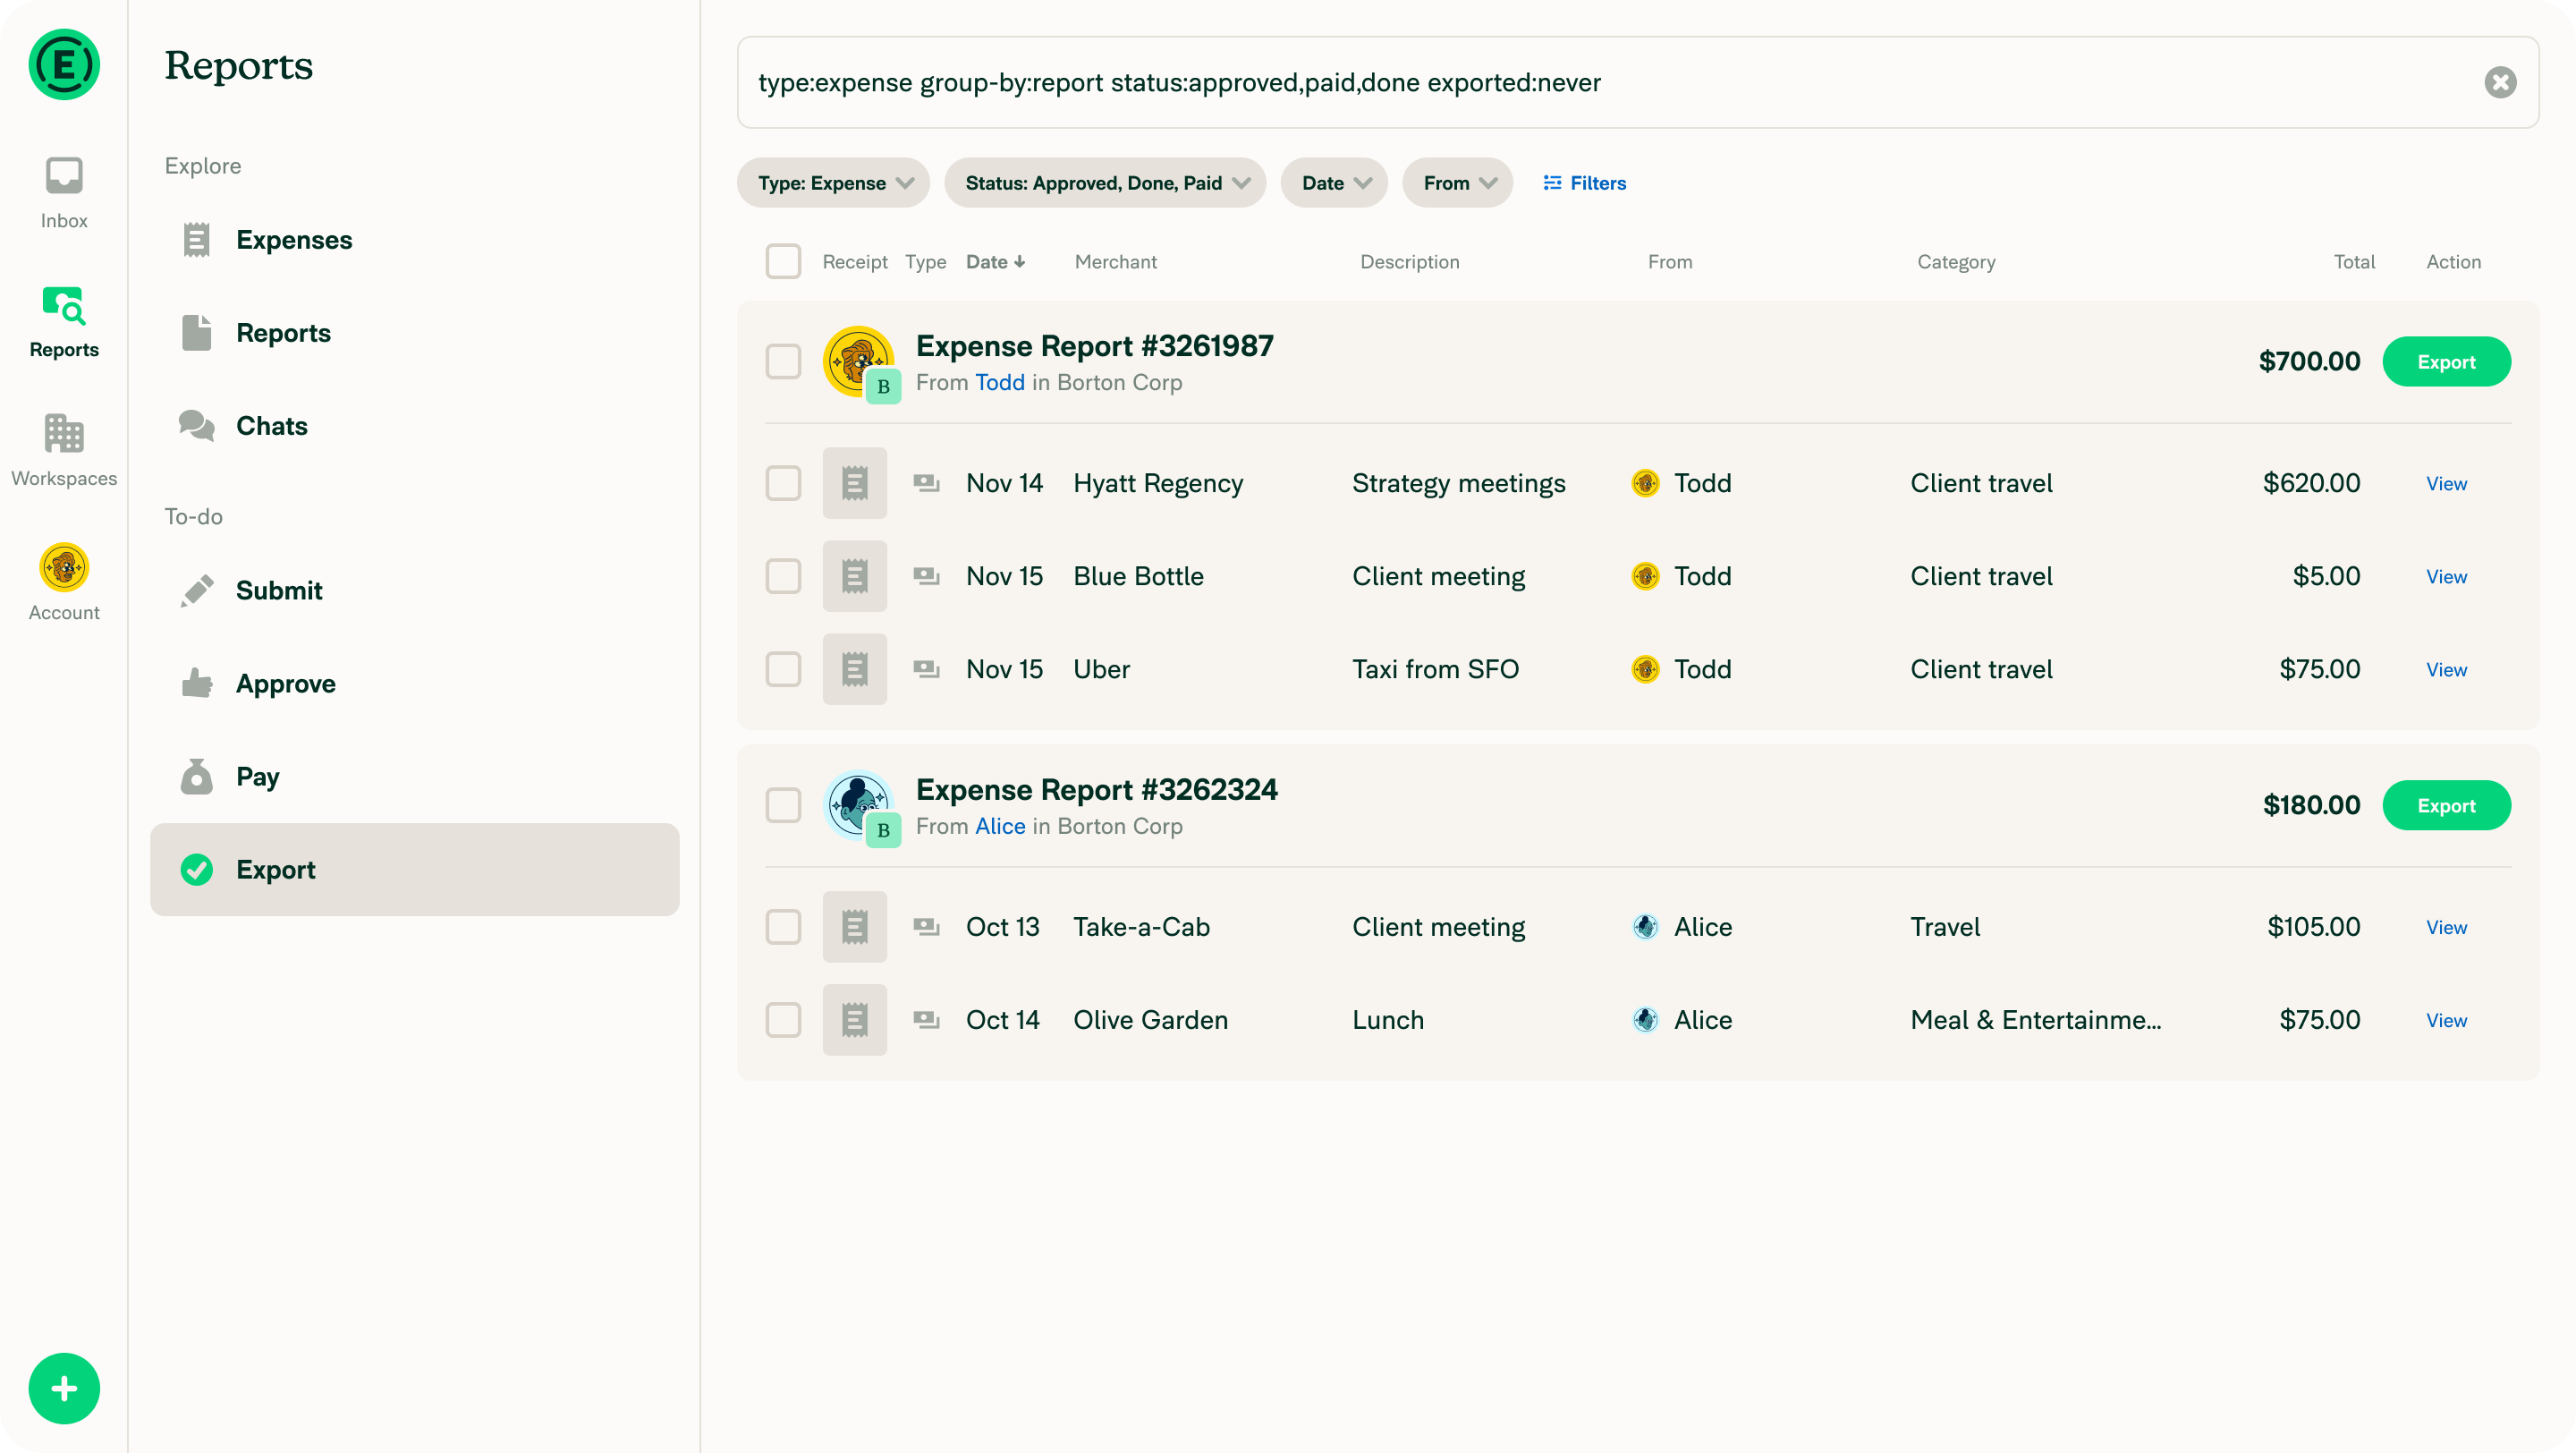 E
Inbox
Reports
Workspaces
Account
Reports
Explore
Expenses
Reports
Chats
To-do
Submit
Approve
Pay
Export
type:expense group-by:report status:approved,paid,done exported:never
Type: Expense Status: Approved, Done, Paid Date From Filters
Receipt Type Date Merchant Description From Category Total Action
Expense Report #3261987
B From Todd in Borton Corp
$700.00 Export
Nov 14 Hyatt Regency Strategy meetings Todd Client travel $620.00 View
Nov 15 Blue Bottle Client meeting Todd Client travel $5.00 View
Nov 15 Uber Taxi from SFO Todd Client travel $75.00 View
Expense Report #3262324
B From Alice in Borton Corp
$180.00 Export
Oct 13 Take-a-Cab Client meeting Alice Travel $105.00 View
Oct 14 Olive Garden Lunch Alice Meal & Entertainme... $75.00 View